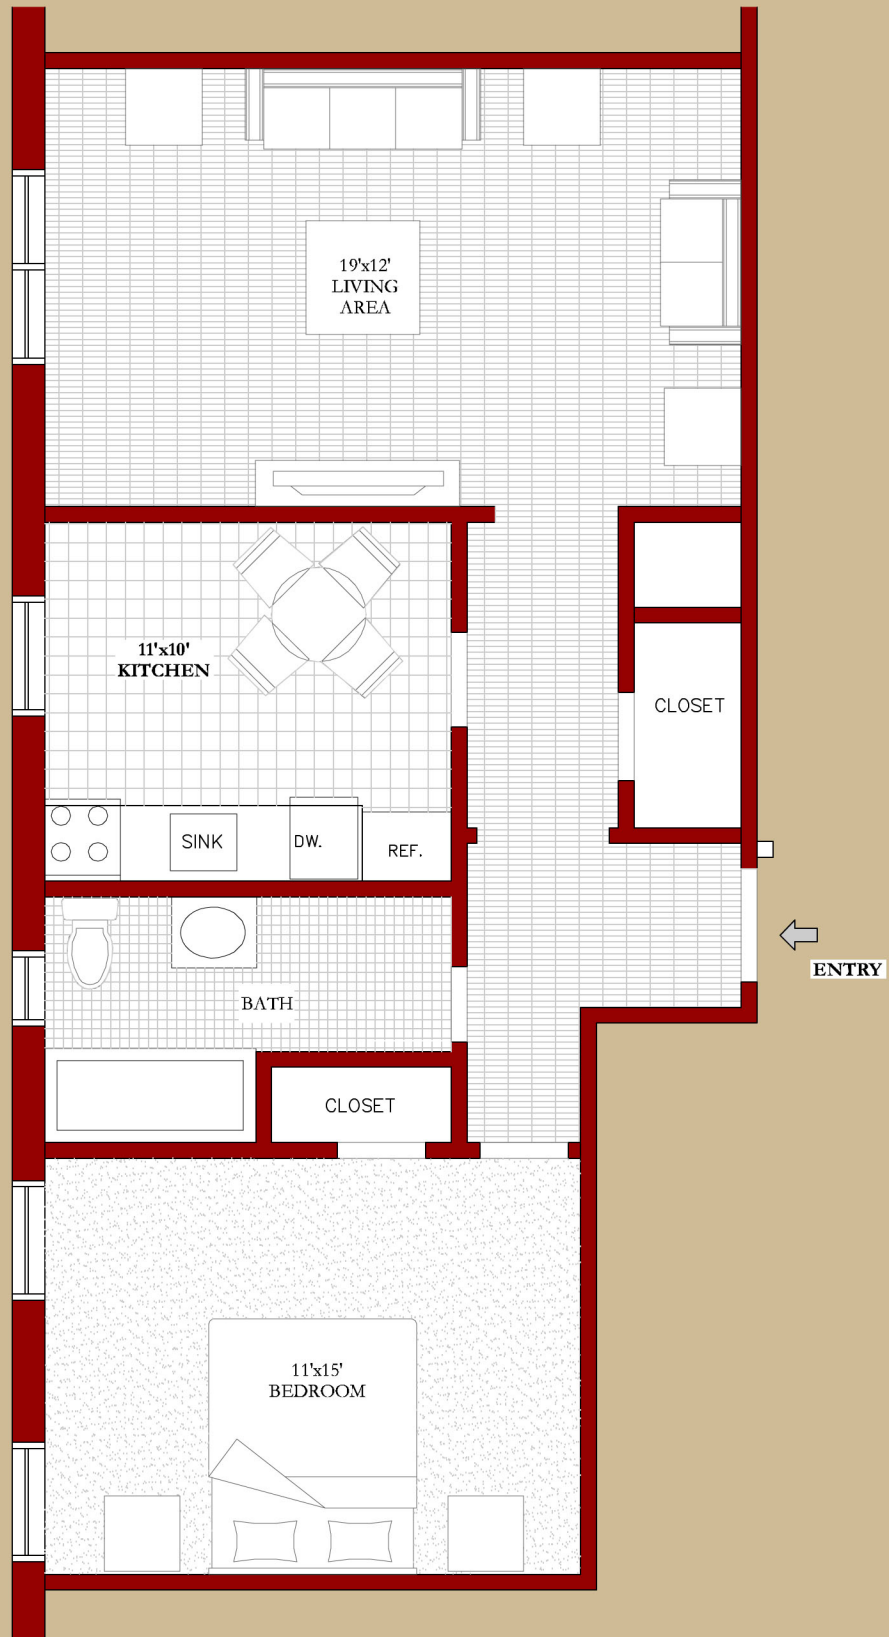 19'x12'
LIVING
AREA
11'x10'
KITCHEN
CLOSET
SINK
DW.
REF.
ENTRY
BATH
CLOSET
11'x15'
BEDROOM